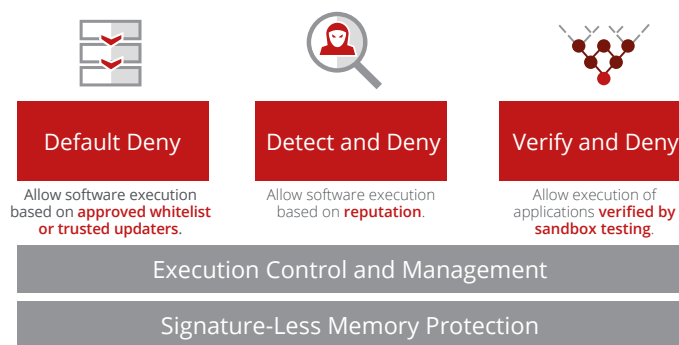 Default Deny
Allow software execution
based on approved whitelist
or trusted updaters.
Detect and Deny
Allow software execution
based on reputation.
Verify and Deny
Allow execution of
applications verified by
sandbox testing.
Execution Control and Management
Signature-Less Memory Protection